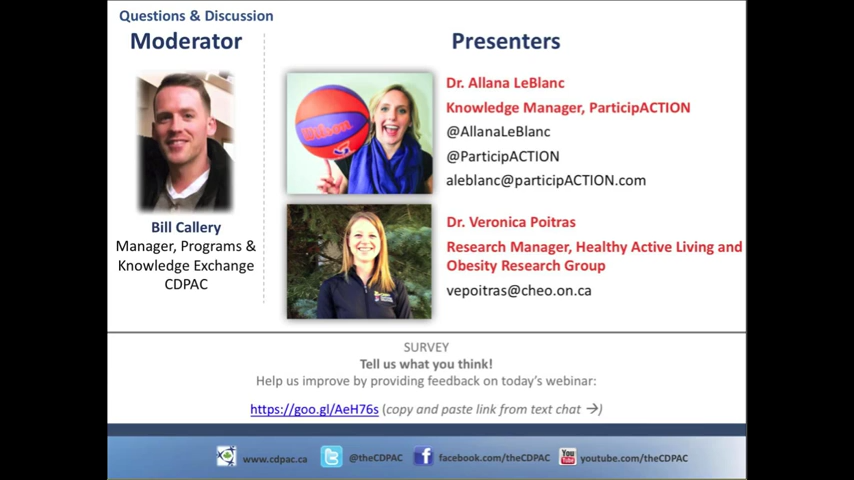 Questions & Discussion
Moderator
Bill Callery
Manager, Programs &
Knowledge Exchange
CDPAC
Presenters
Wilson
Dr. Allana LeBlanc
Knowledge Manager, ParticipACTION
@AllanaLeBlanc
@ParticipACTION
aleblanc@participACTION.com
Dr. Veronica Poitras
Research Manager, Healthy Active Living and
Obesity Research Group
vepoitras@cheo.on.ca
SURVEY
Tell us what you think!
Help us improve by providing feedback on today's webinar:
https://goo.gl/AeH76s (copy and paste link from text chat →)
www.cdpac.ca
@theCDPAC
facebook.com/theCDPAC
You Tube
youtube.com/theCDPAC